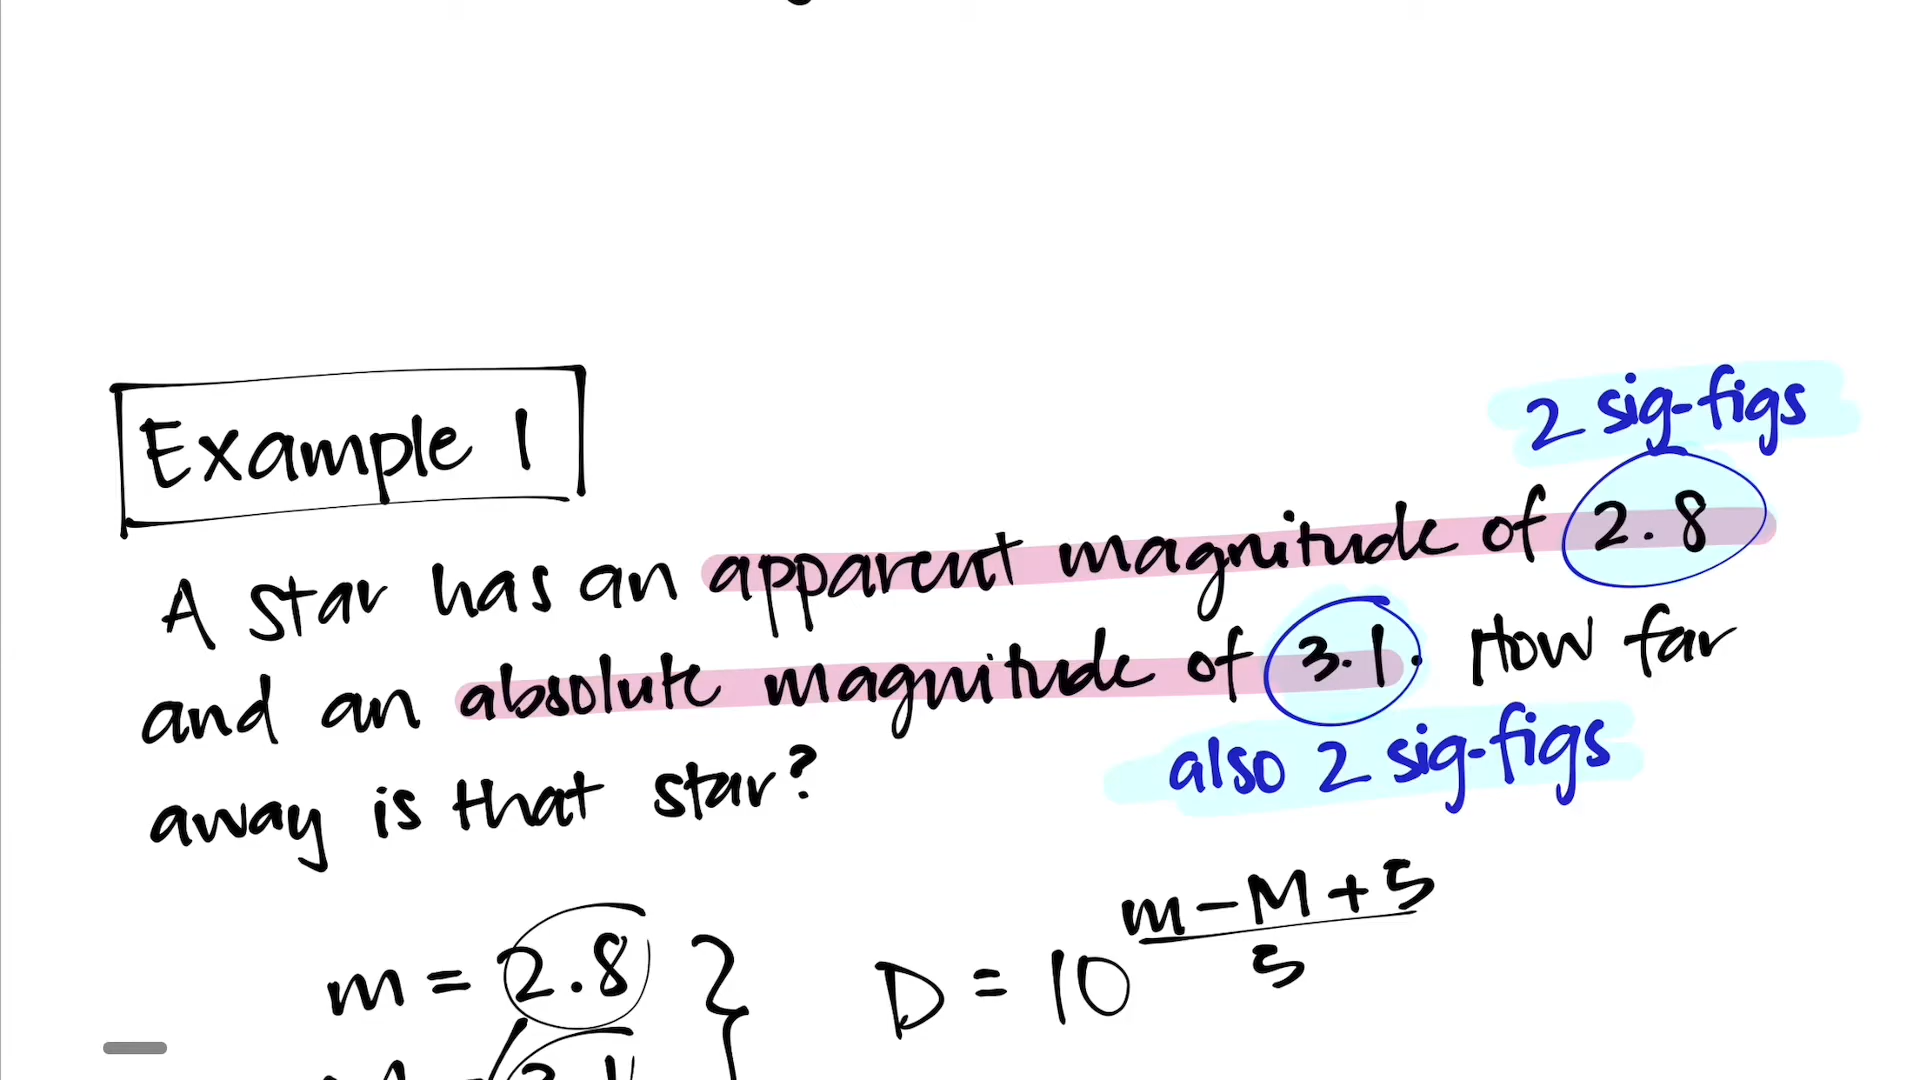 Example 1
2 sig-figs
A star has an apparent magnitude of 2.8
and an absolute magnitude of 3.1. How far
also 2 sig-figs
away is that star?
m = 2.8
D = 10^{\frac{m-M+5}{5}}